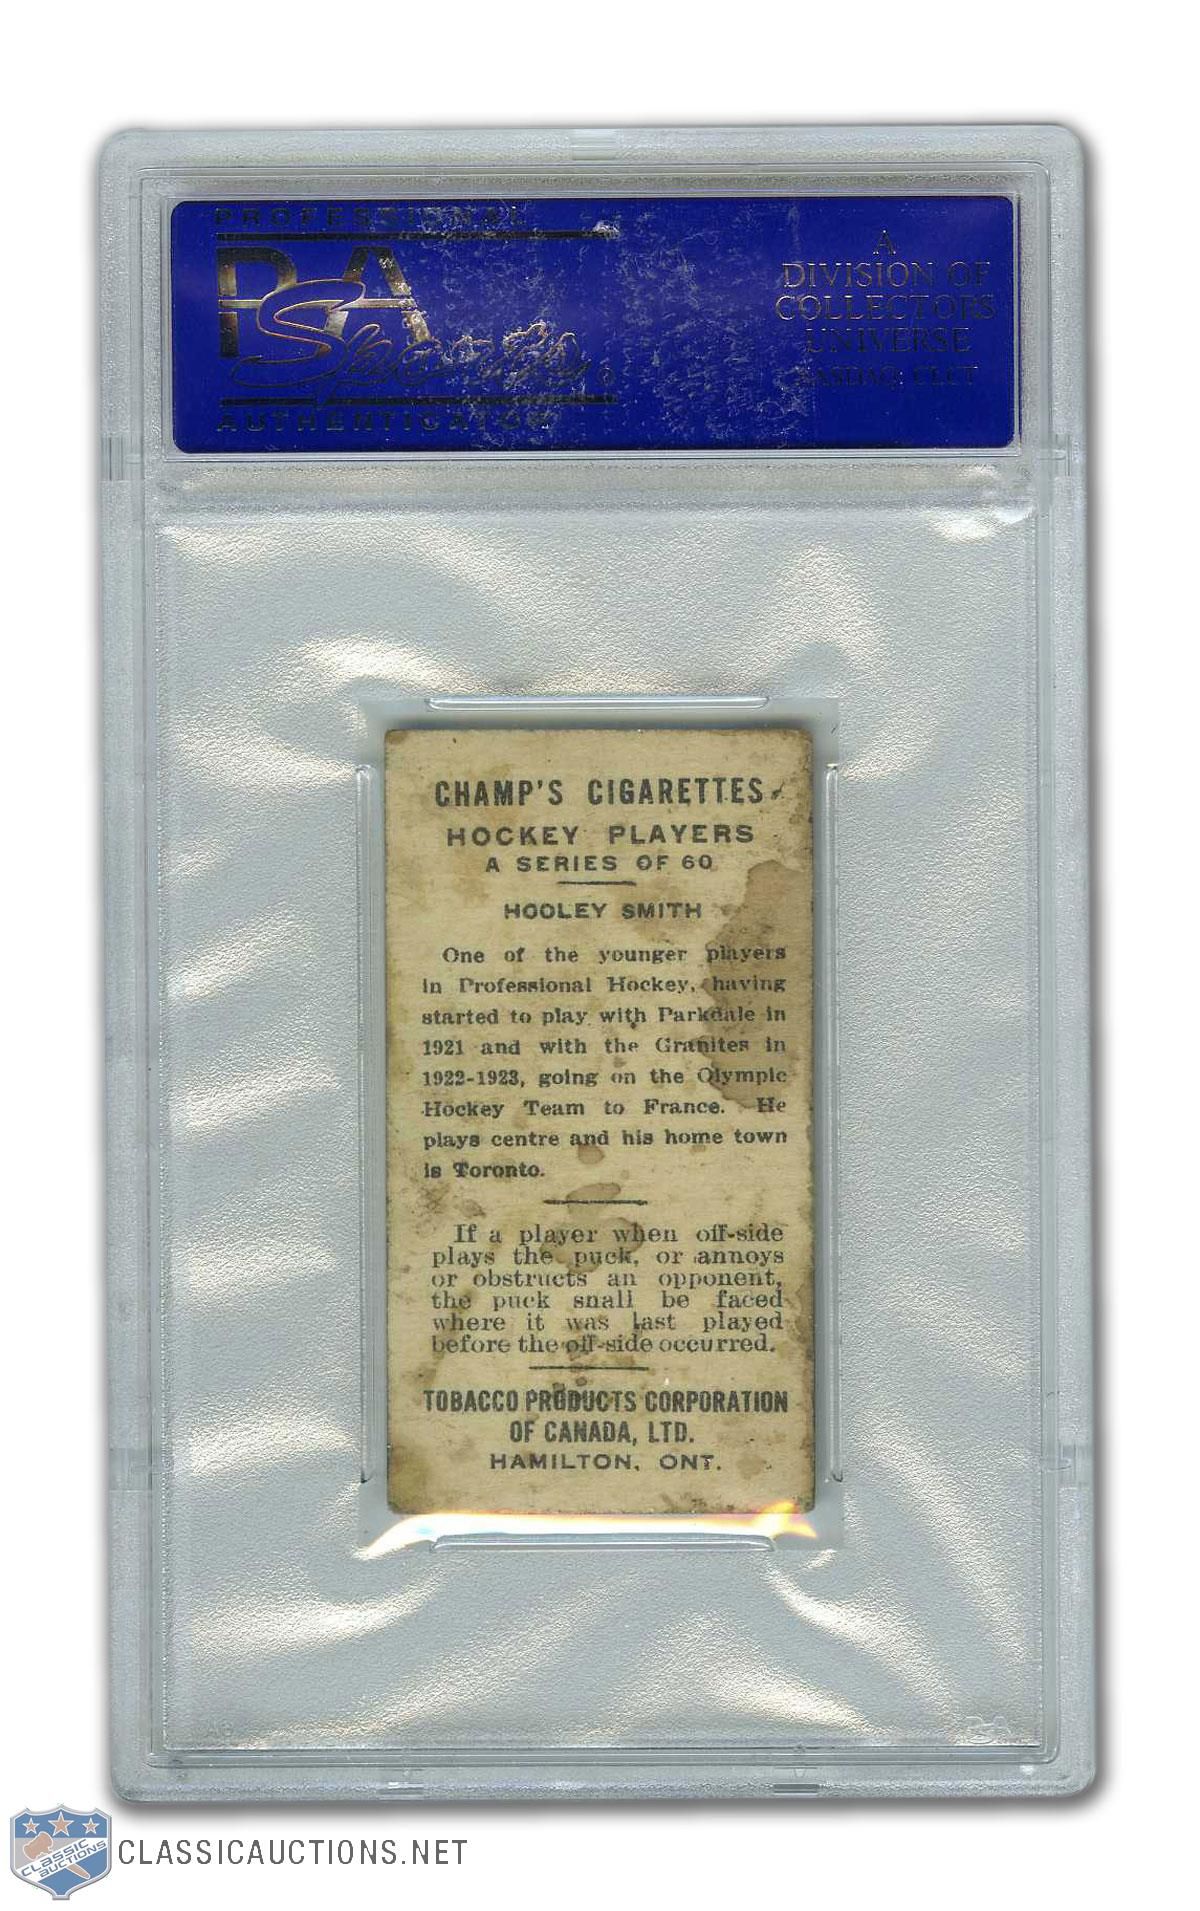 PROFESSIONAL
PSA
Sports
AUTHENTICATOR
A
DIVISION OF
COLLECTORS
UNIVERSE
NASDAQ: CLCT
CHAMP'S CIGARETTES
HOCKEY PLAYERS
A SERIES OF 60
HOOLEY SMITH
One of the younger players
in Professional Hockey, having
started to play with Parkdale in
1921 and with the Granites in
1922-1923, going on the Olympic
Hockey Team to France. He
plays centre and his home town
is Toronto.
If a player when off-side
plays the puck, or annoys
or obstructs an opponent,
the puck snall be faced
where it was last played
before the off-side occurred.
TOBACCO PRODUCTS CORPORATION
OF CANADA, LTD.
HAMILTON, ONT.
PSA
CLASSIC
AUCTIONS
CLASSICAUCTIONS.NET